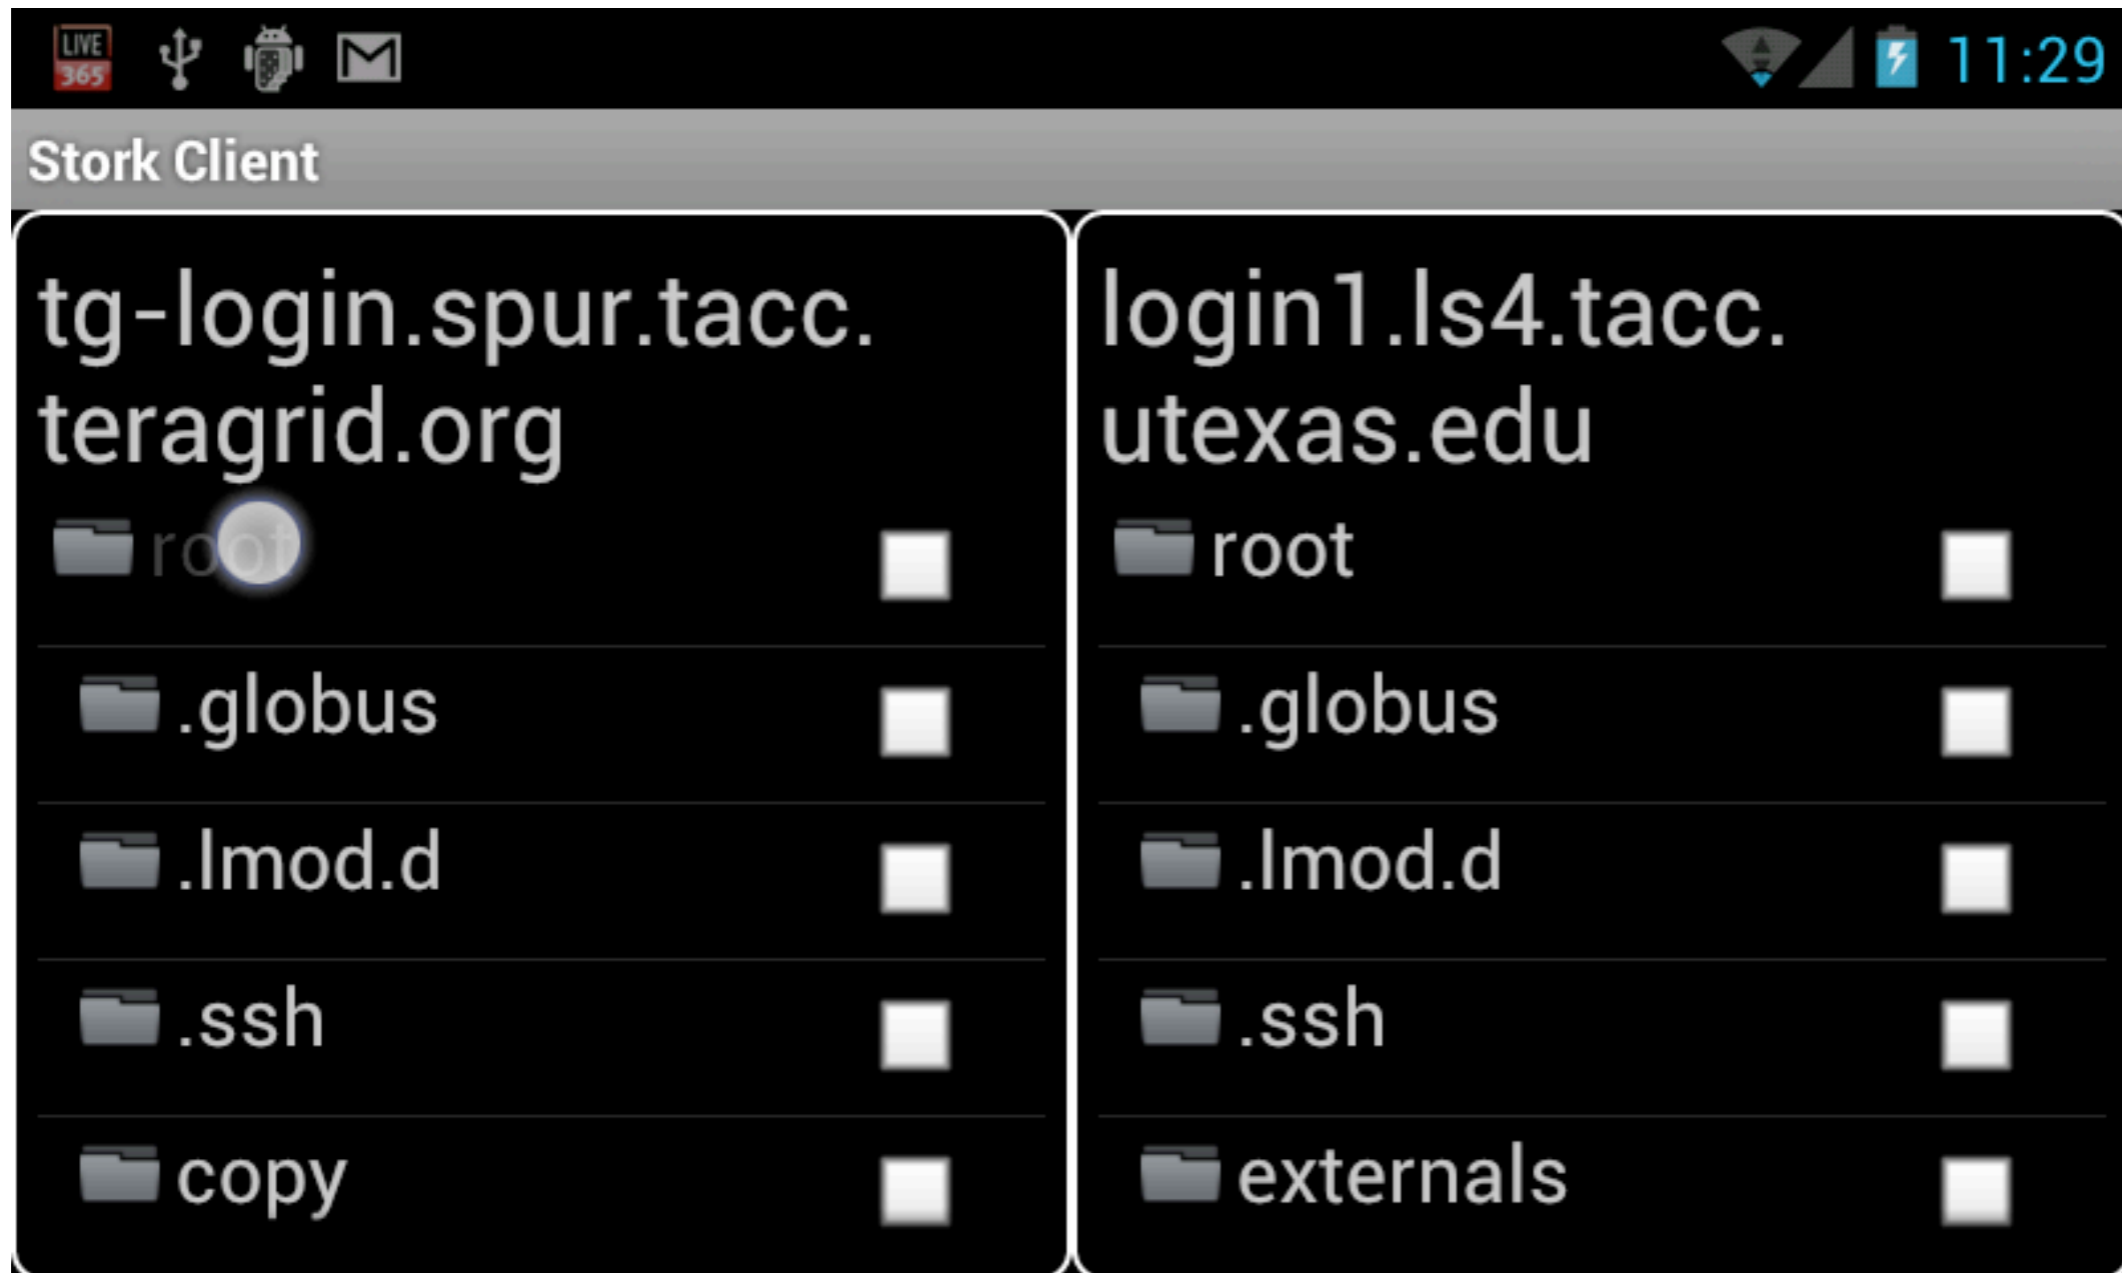 LIVE
365
11:29
Stork Client
tg-login.spur.tacc.
teragrid.org
root
.globus
.lmod.d
.ssh
copy
login1.ls4.tacc.
utexas.edu
root
.globus
.lmod.d
.ssh
externals